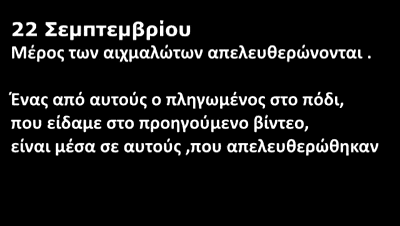 22 Σεμπτεμβρίου
Μέρος των αιχμαλώτων απελευθερώνονται .
Ένας από αυτούς ο πληγωμένος στο πόδι,
που είδαμε στο προηγούμενο βίντεο,
είναι μέσα σε αυτούς ,που απελευθερώθηκαν